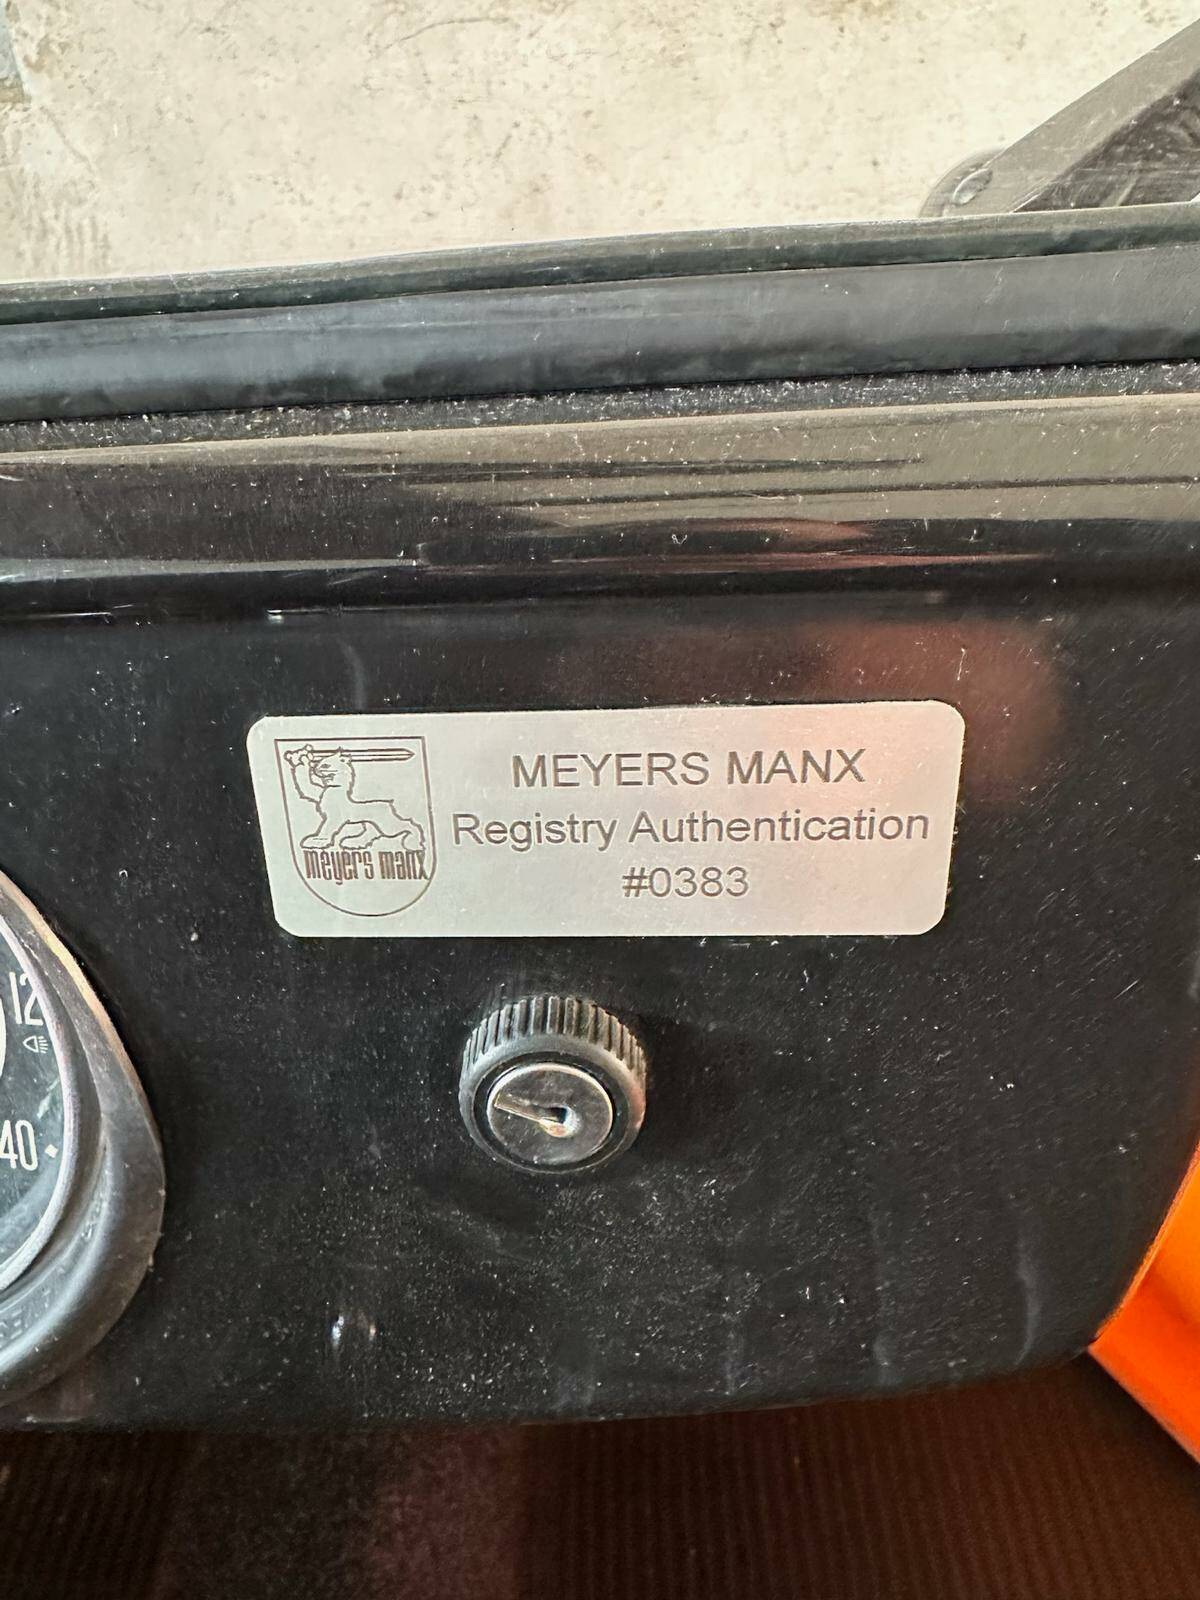 MEYERS MANX
Registry Authentication
#0383
meyers manx
12
40